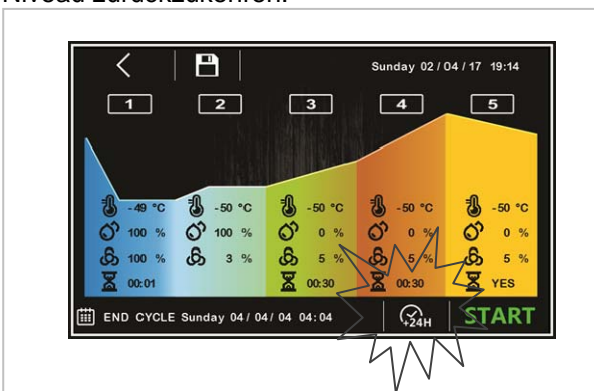 Niveau zurückzukehren.
Sunday 02 / 04 / 17 19:14
1 2 3 4 5
-49 °C -50 °C -50 °C -50 °C -50 °C
100 % 100 % 0 % 0 % 0 %
100 % 3 % 5 % 5 % 5 %
00:01 00:30 00:30 YES
END CYCLE Sunday 04 / 04 / 04 04:04 +24H START